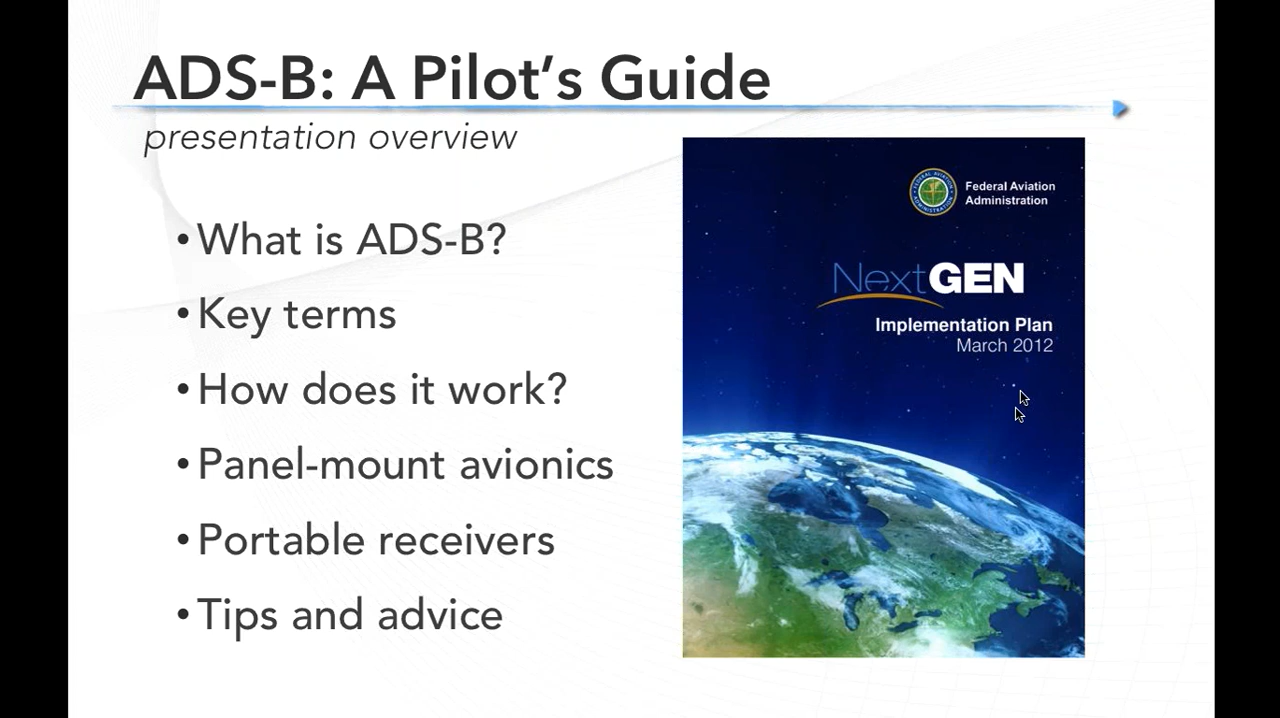 ADS-B: A Pilot’s Guide
presentation overview
• What is ADS-B?
• Key terms
• How does it work?
• Panel-mount avionics
• Portable receivers
• Tips and advice
Federal Aviation
Administration
NextGEN
Implementation Plan
March 2012